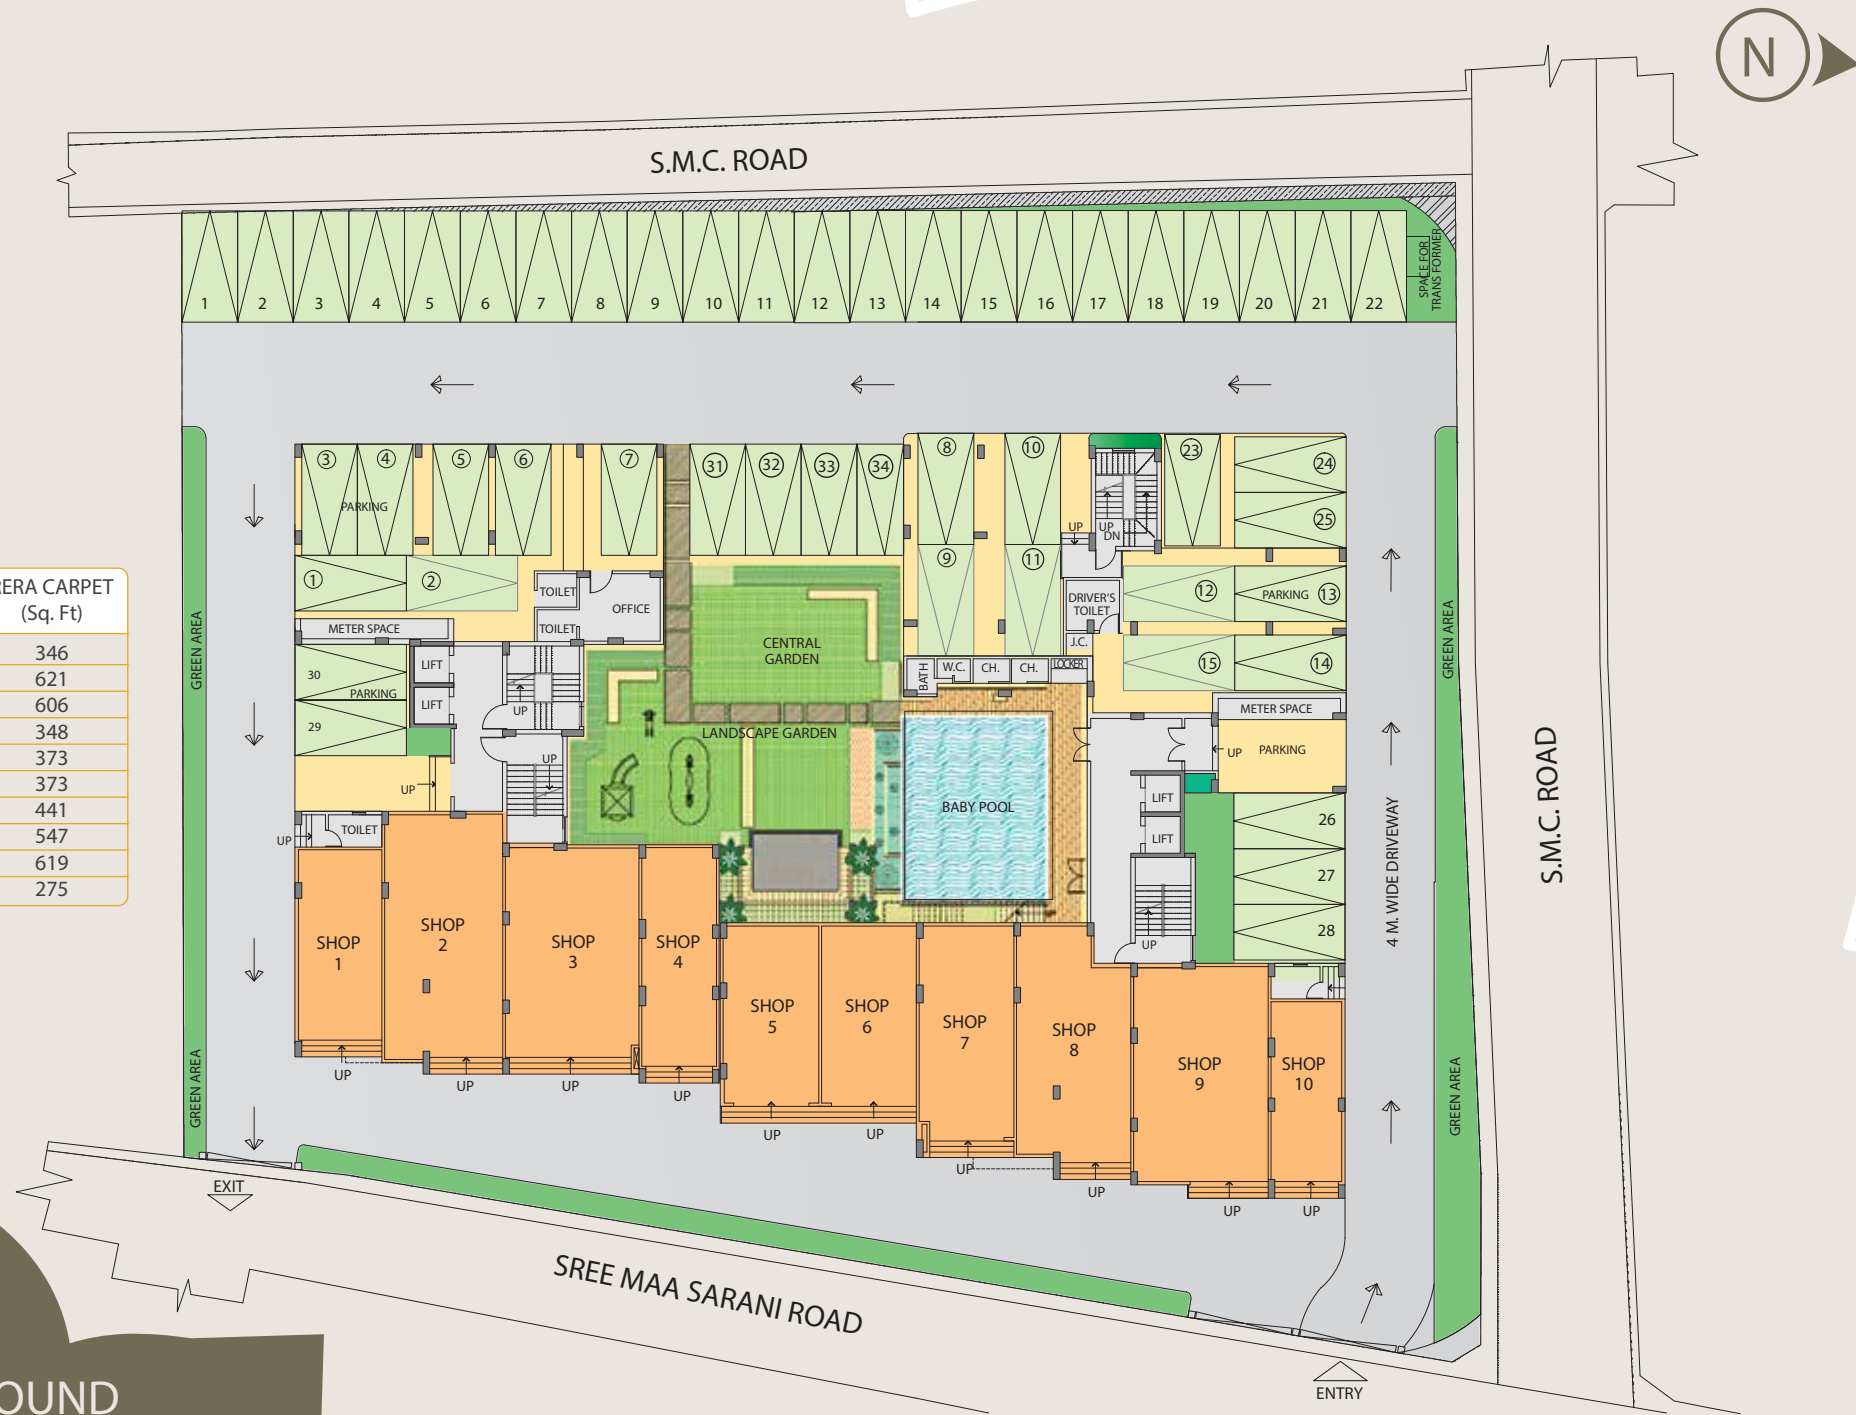 N
S.M.C. ROAD
1 2 3 4 5 6 7 8 9 10 11 12 13 14 15 16 17 18 19 20 21 22
SPACE FOR
TRANS FORMER
3 4 5 6 7 31 32 33 34 8 10 23 24
PARKING
25
UP UP
DN
1 2 9 11 12 PARKING 13
TOILET
OFFICE
TOILET
DRIVER'S
TOILET
J.C.
METER SPACE
CENTRAL
GARDEN
15 14
BATH W.C. CH. CH. LOCKER
30
PARKING
29
LIFT
LIFT
UP
METER SPACE
LANDSCAPE GARDEN
UP PARKING
UP
UP
BABY POOL
LIFT
LIFT
26
27
28
UP
UP TOILET
GREEN AREA
GREEN AREA
GREEN AREA
GREEN AREA
4 M. WIDE DRIVEWAY
S.M.C. ROAD
SHOP
1
SHOP
2
SHOP
3
SHOP
4
SHOP
5
SHOP
6
SHOP
7
SHOP
8
SHOP
9
SHOP
10
UP UP UP UP UP UP UP UP UP UP
EXIT
SREE MAA SARANI ROAD
ENTRY
RERA CARPET
(Sq. Ft)
346
621
606
348
373
373
441
547
619
275
OUND